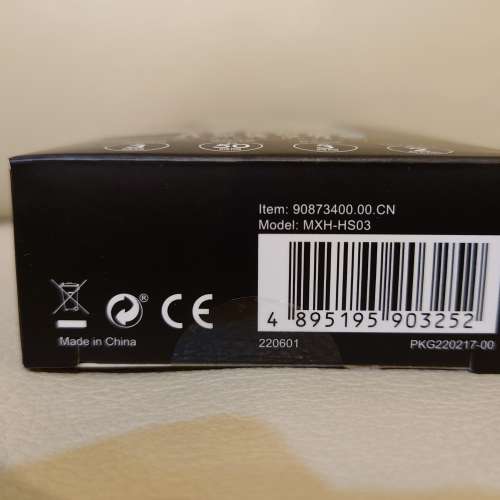 Item: 90873400.00.CN
Model: MXH-HS03
4 895195 903252
Made in China
220601
PKG220217-00